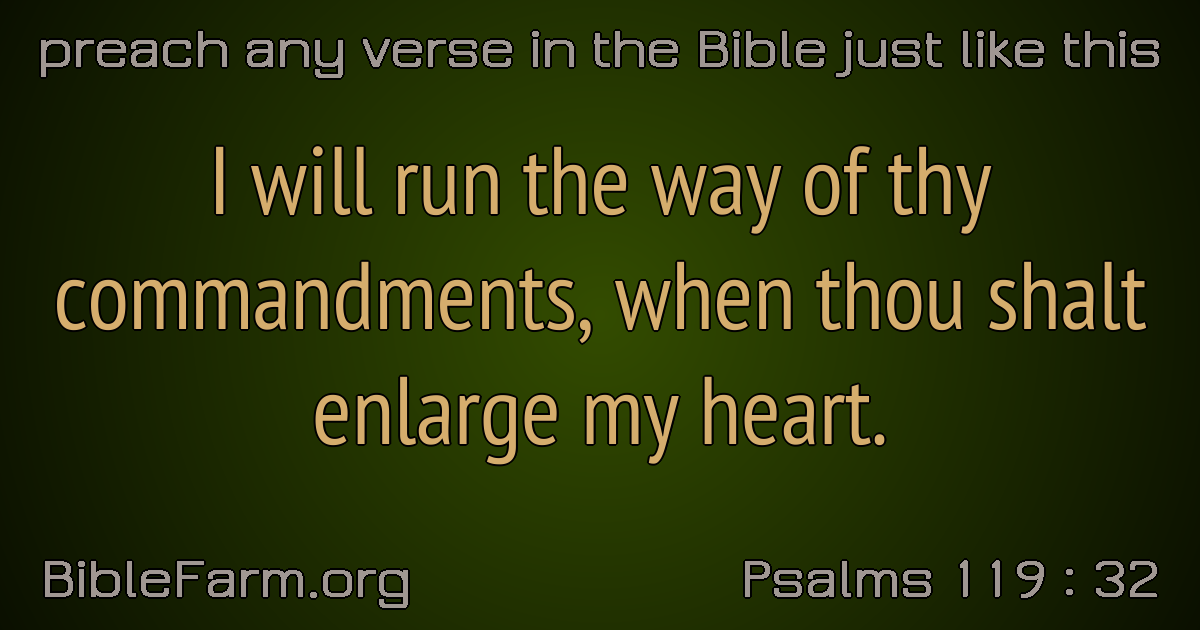 preach any verse in the Bible just like this
I will run the way of thy
commandments, when thou shalt
enlarge my heart.
BibleFarm.org
Psalms 119 : 32